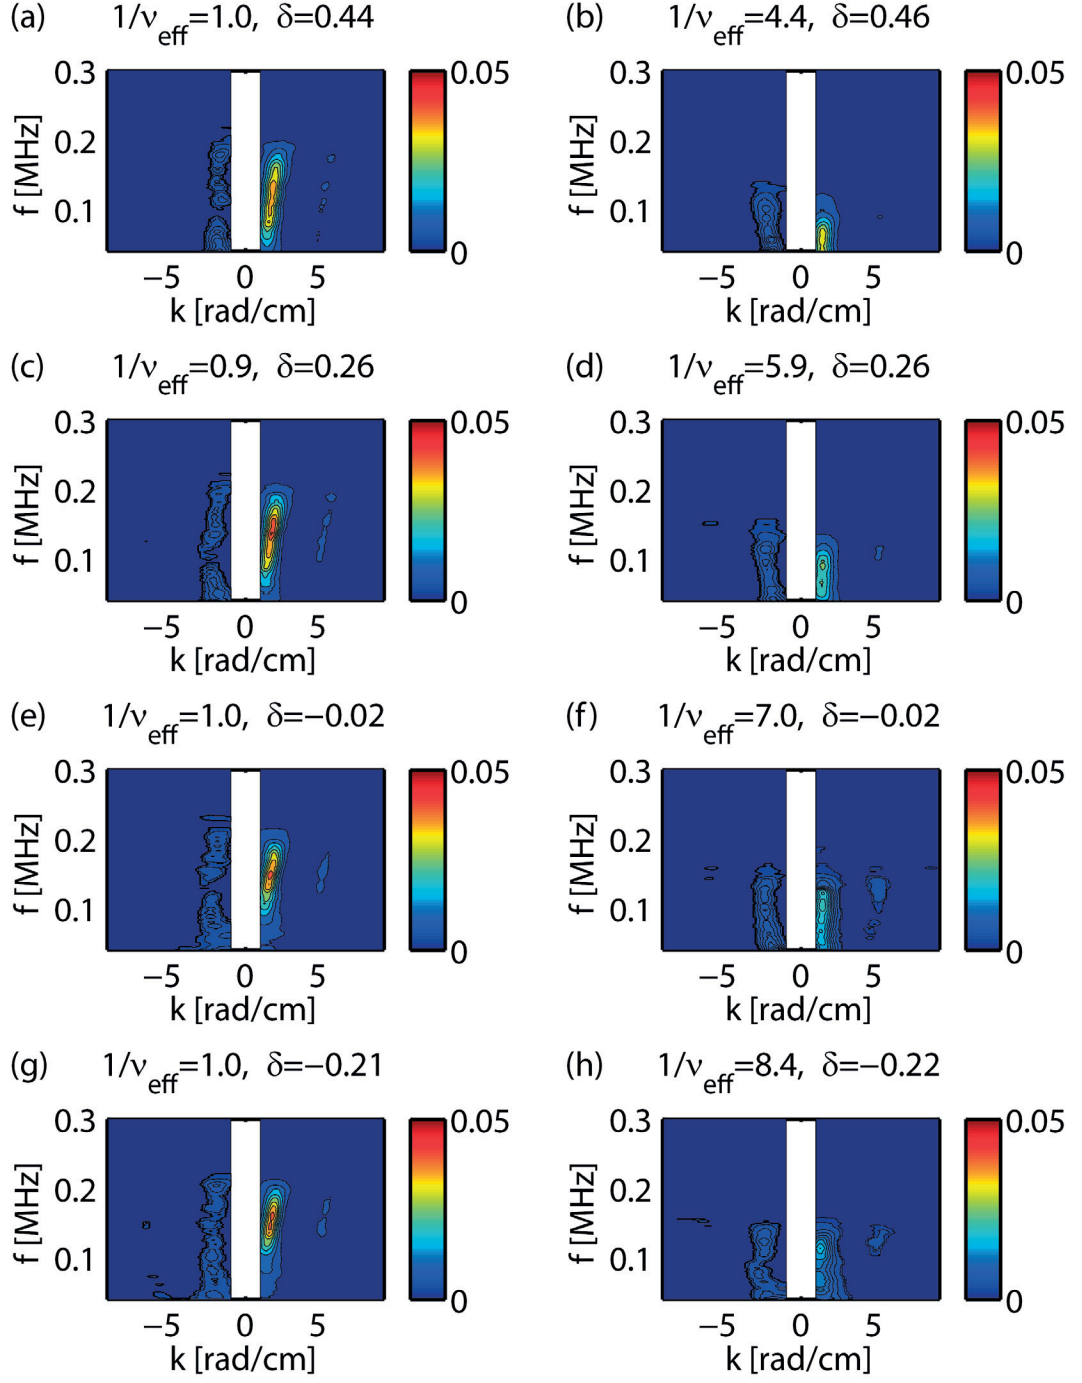 (a) 1/νeff=1.0, δ=0.44
0.3
0.2
0.1
f [MHz]
−5 0 5
k [rad/cm]
0.05
0
(b) 1/νeff=4.4, δ=0.46
0.3
0.2
0.1
f [MHz]
−5 0 5
k [rad/cm]
0.05
0
(c) 1/νeff=0.9, δ=0.26
0.3
0.2
0.1
f [MHz]
−5 0 5
k [rad/cm]
0.05
0
(d) 1/νeff=5.9, δ=0.26
0.3
0.2
0.1
f [MHz]
−5 0 5
k [rad/cm]
0.05
0
(e) 1/νeff=1.0, δ=−0.02
0.3
0.2
0.1
f [MHz]
−5 0 5
k [rad/cm]
0.05
0
(f) 1/νeff=7.0, δ=−0.02
0.3
0.2
0.1
f [MHz]
−5 0 5
k [rad/cm]
0.05
0
(g) 1/νeff=1.0, δ=−0.21
0.3
0.2
0.1
f [MHz]
−5 0 5
k [rad/cm]
0.05
0
(h) 1/νeff=8.4, δ=−0.22
0.3
0.2
0.1
f [MHz]
−5 0 5
k [rad/cm]
0.05
0